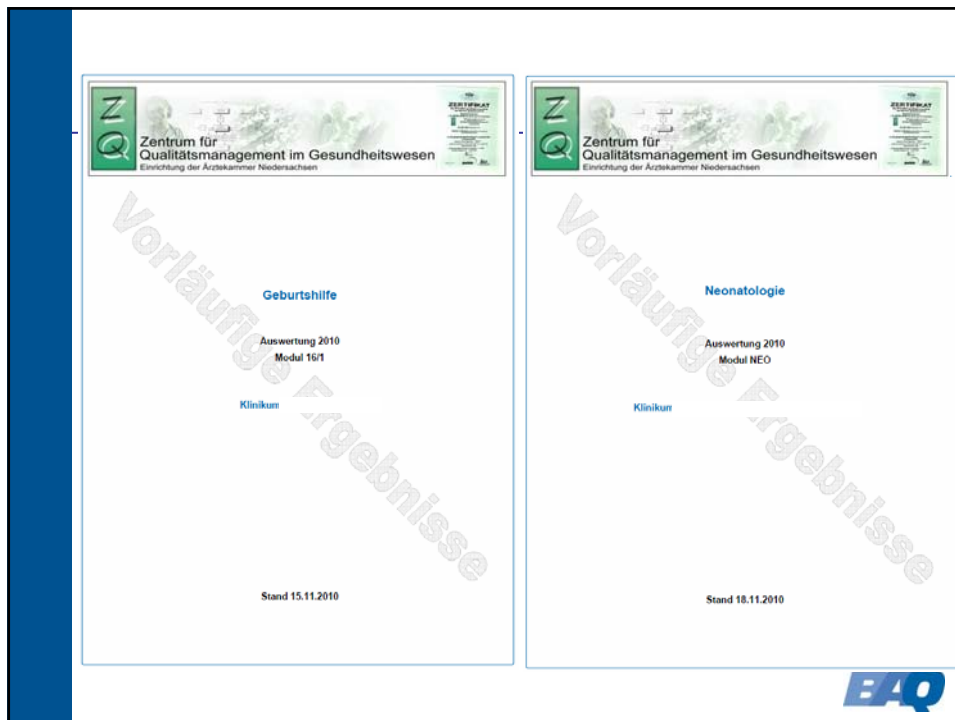 ZQ
Zentrum für
Qualitätsmanagement im Gesundheitswesen
Einrichtung der Ärztekammer Niedersachsen
ZERTIFIKAT
Vorläufige Ergebnisse
Geburtshilfe
Auswertung 2010
Modul 16/1
Klinikum
Stand 15.11.2010
ZQ
Zentrum für
Qualitätsmanagement im Gesundheitswesen
Einrichtung der Ärztekammer Niedersachsen
ZERTIFIKAT
Vorläufige Ergebnisse
Neonatologie
Auswertung 2010
Modul NEO
Klinikum
Stand 18.11.2010
BAQ